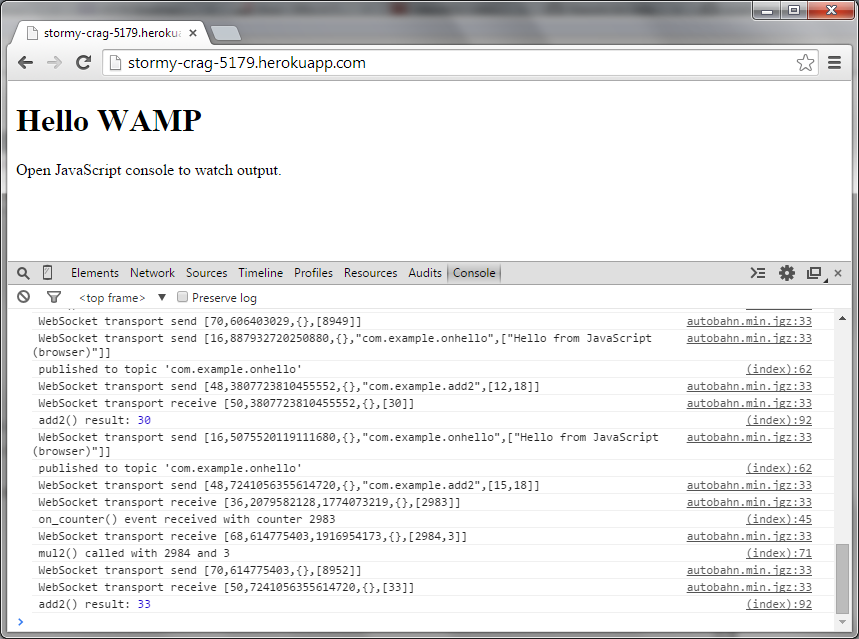 stormy-crag-5179.heroku
stormy-crag-5179.herokuapp.com
Hello WAMP
Open JavaScript console to watch output.
Elements Network Sources Timeline Profiles Resources Audits Console
<top frame> Preserve log
WebSocket transport send [70,606403029,{},[8949]] autobahn.min.jgz:33
WebSocket transport send [16,887932720250880,{},"com.example.onhello",["Hello from JavaScript autobahn.min.jgz:33
(browser)"]]
published to topic 'com.example.onhello' (index):62
WebSocket transport send [48,3807723810455552,{},"com.example.add2",[12,18]] autobahn.min.jgz:33
WebSocket transport receive [50,3807723810455552,{},[30]] autobahn.min.jgz:33
add2() result: 30 (index):92
WebSocket transport send [16,5075520119111680,{},"com.example.onhello",["Hello from JavaScript autobahn.min.jgz:33
(browser)"]]
published to topic 'com.example.onhello' (index):62
WebSocket transport send [48,7241056355614720,{},"com.example.add2",[15,18]] autobahn.min.jgz:33
WebSocket transport receive [36,2079582128,1774073219,{},[2983]] autobahn.min.jgz:33
on_counter() event received with counter 2983 (index):45
WebSocket transport receive [68,614775403,1916954173,{},[2984,3]] autobahn.min.jgz:33
mul2() called with 2984 and 3 (index):71
WebSocket transport send [70,614775403,{},[8952]] autobahn.min.jgz:33
WebSocket transport receive [50,7241056355614720,{},[33]] autobahn.min.jgz:33
add2() result: 33 (index):92